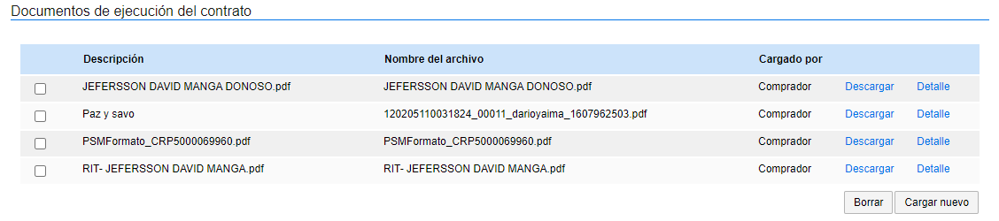 Documentos de ejecución del contrato
Descripción Nombre del archivo Cargado por
JEFERSSON DAVID MANGA DONOSO.pdf JEFERSSON DAVID MANGA DONOSO.pdf Comprador Descargar Detalle
Paz y savo 120205110031824_00011_darioyaima_1607962503.pdf Comprador Descargar Detalle
PSMFormato_CRP5000069960.pdf PSMFormato_CRP5000069960.pdf Comprador Descargar Detalle
RIT- JEFERSSON DAVID MANGA.pdf RIT- JEFERSSON DAVID MANGA.pdf Comprador Descargar Detalle
Borrar Cargar nuevo